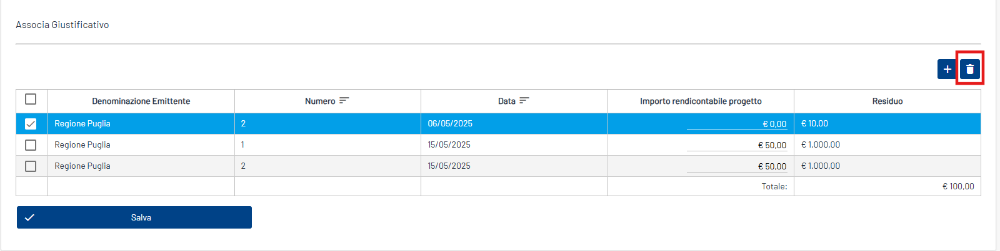 Associa Giustificativo
Denominazione Emittente Numero Data Importo rendicontabile progetto Residuo
Regione Puglia 2 06/05/2025 € 0,00 € 10,00
Regione Puglia 1 15/05/2025 € 50,00 € 1.000,00
Regione Puglia 2 15/05/2025 € 50,00 € 1.000,00
Totale: € 100,00
Salva